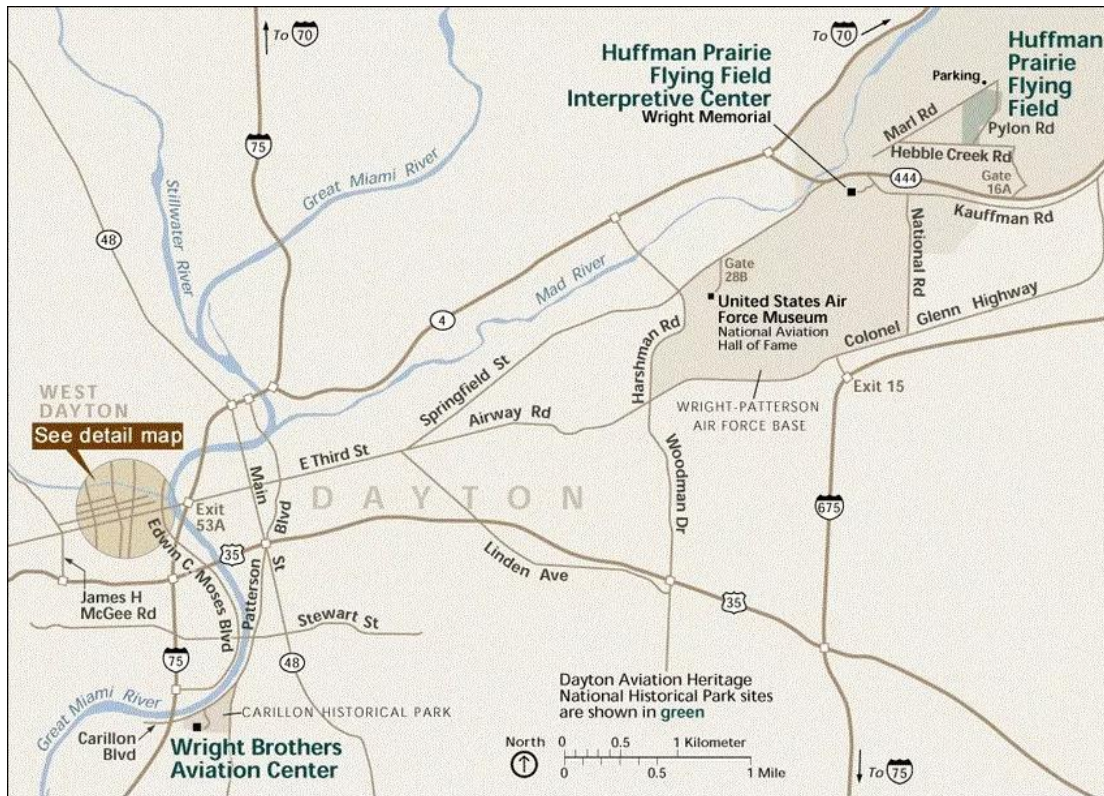 To 70
To 70
Huffman Prairie
Flying Field
Interpretive Center
Wright Memorial
Huffman
Prairie
Flying
Field
Parking
Marl Rd
Pylon Rd
Hebble Creek Rd
Gate
16A
444
Kauffman Rd
75
Great Miami River
Stillwater River
48
National Rd
Mad River
Gate
28B
United States Air
Force Museum
National Aviation
Hall of Fame
Colonel Glenn Highway
4
Harshman Rd
Springfield St
Airway Rd
Exit 15
WRIGHT-PATTERSON
AIR FORCE BASE
WEST
DAYTON
See detail map
E Third St
Main
St
DAYTON
Woodman Dr
Exit
53A
Patterson
Blvd
675
Edwin C. Moses Blvd
35
Linden Ave
35
James H
McGee Rd
Stewart St
75
48
Great Miami River
CARILLON HISTORICAL PARK
Carillon
Blvd
Wright Brothers
Aviation Center
Dayton Aviation Heritage
National Historical Park sites
are shown in green
North
0 0.5 1 Kilometer
0 0.5 1 Mile
To 75